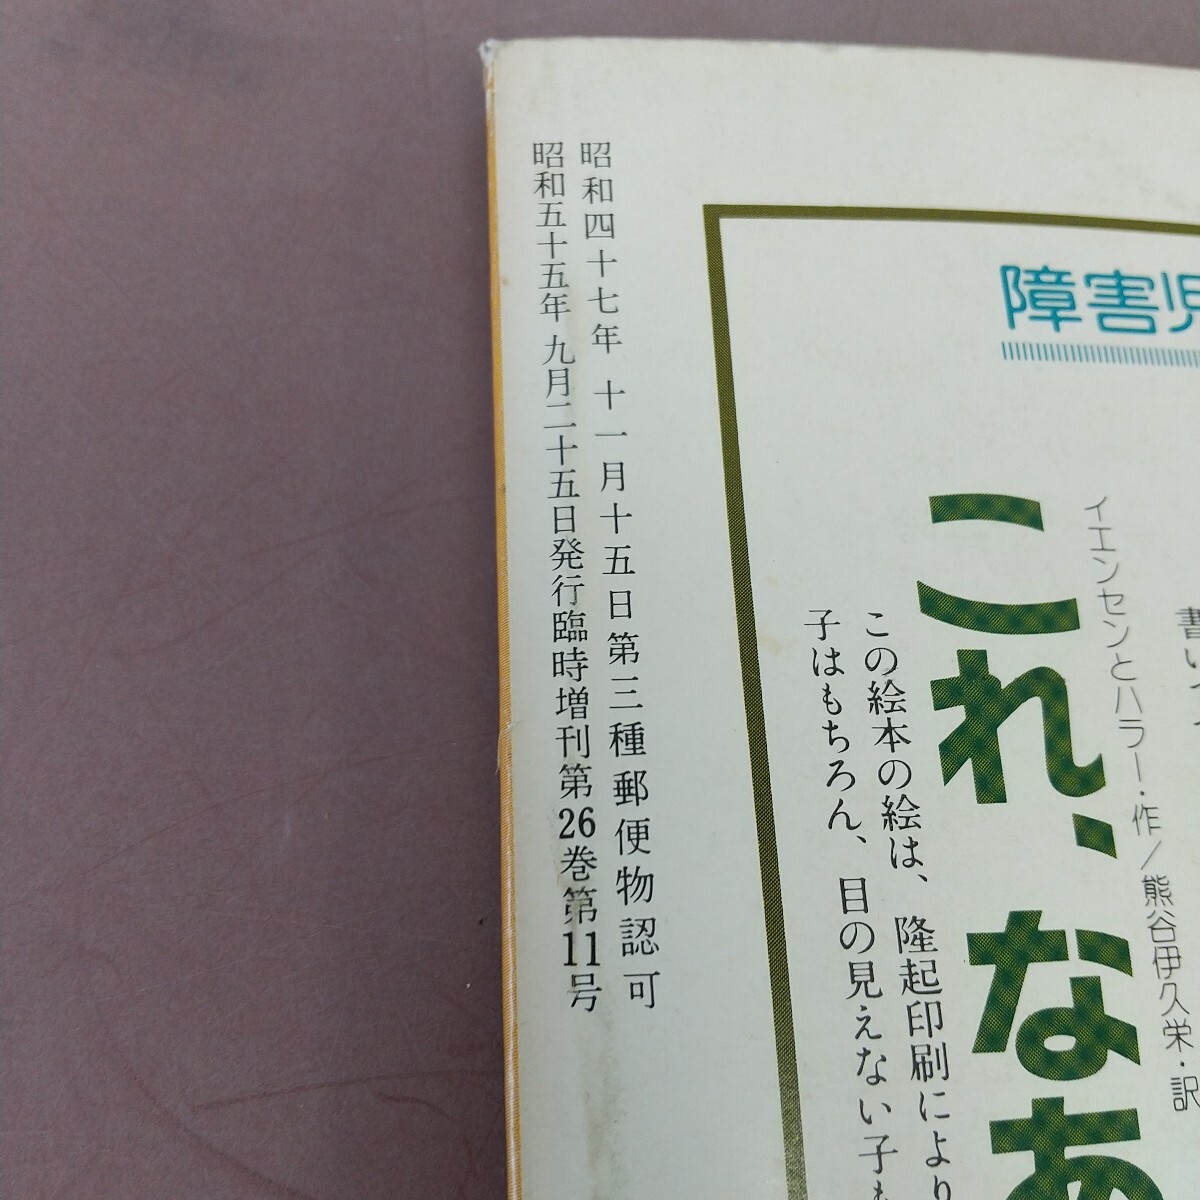 昭和四十七年 十一月十五日第三種郵便物認可
昭和五十五年 九月二十五日発行臨時増刊第26巻第11号
障害児
書い
イエンセンとハラー・作／熊谷伊久栄・訳
これ、なあ
この絵本の絵は、隆起印刷により
子はもちろん、目の見えない子も